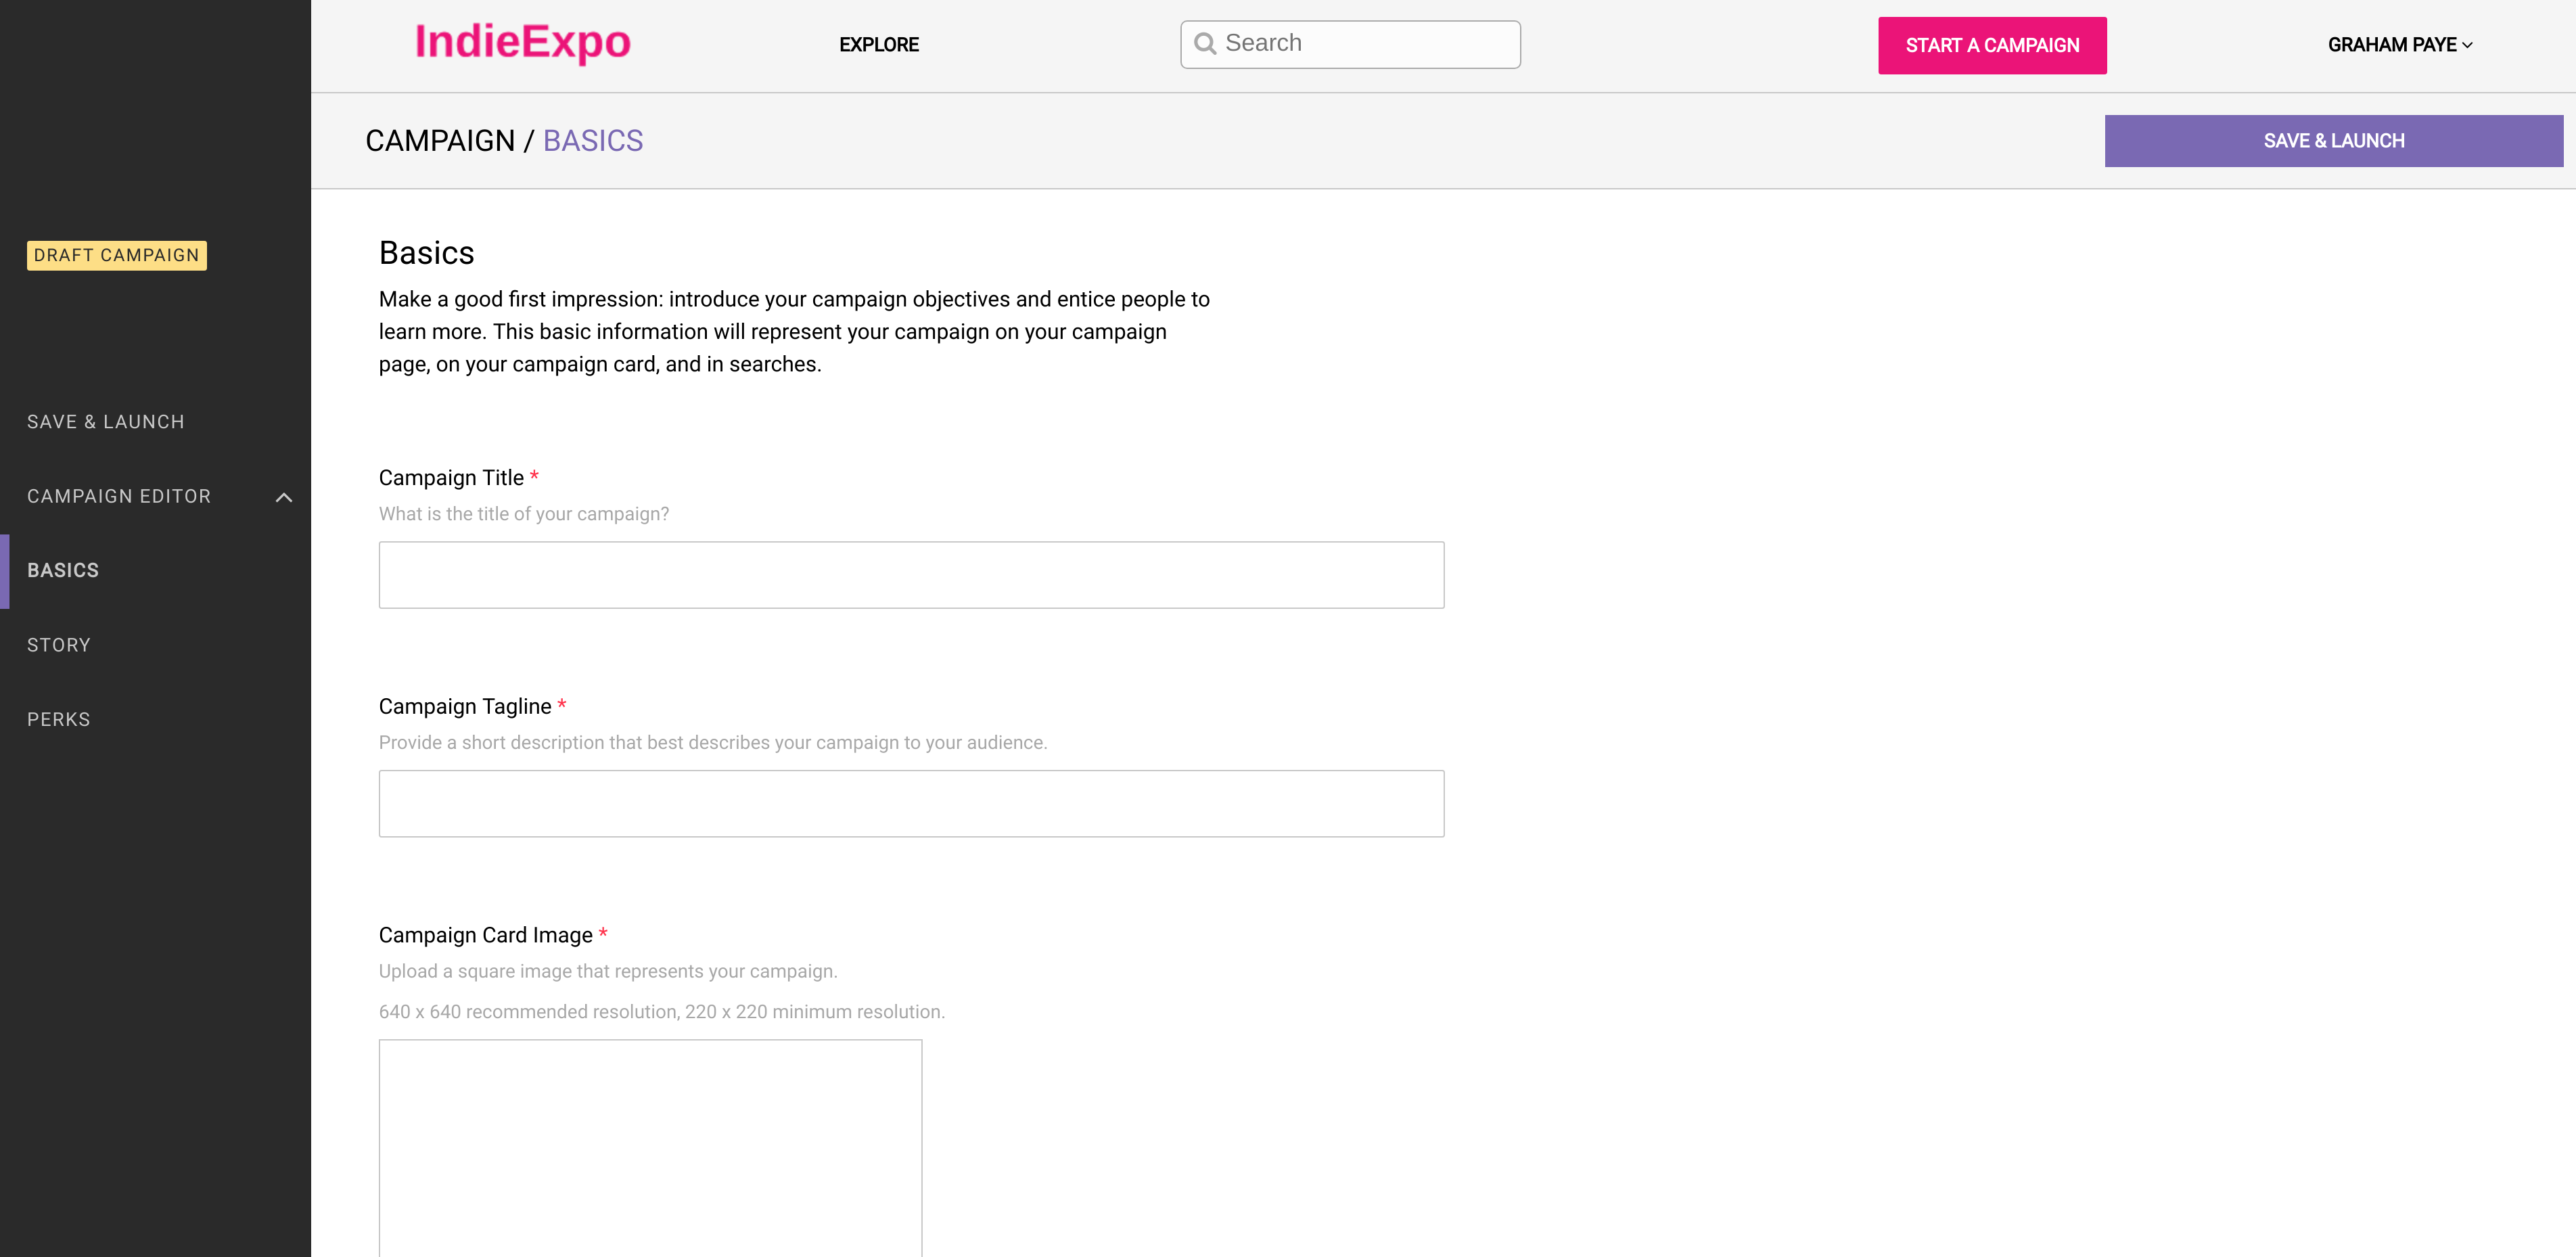 IndieExpo
EXPLORE
Search
START A CAMPAIGN
GRAHAM PAYE
CAMPAIGN / BASICS
SAVE & LAUNCH
DRAFT CAMPAIGN
SAVE & LAUNCH
CAMPAIGN EDITOR
BASICS
STORY
PERKS
Basics
Make a good first impression: introduce your campaign objectives and entice people to
learn more. This basic information will represent your campaign on your campaign
page, on your campaign card, and in searches.
Campaign Title *
What is the title of your campaign?
Campaign Tagline *
Provide a short description that best describes your campaign to your audience.
Campaign Card Image *
Upload a square image that represents your campaign.
640 x 640 recommended resolution, 220 x 220 minimum resolution.